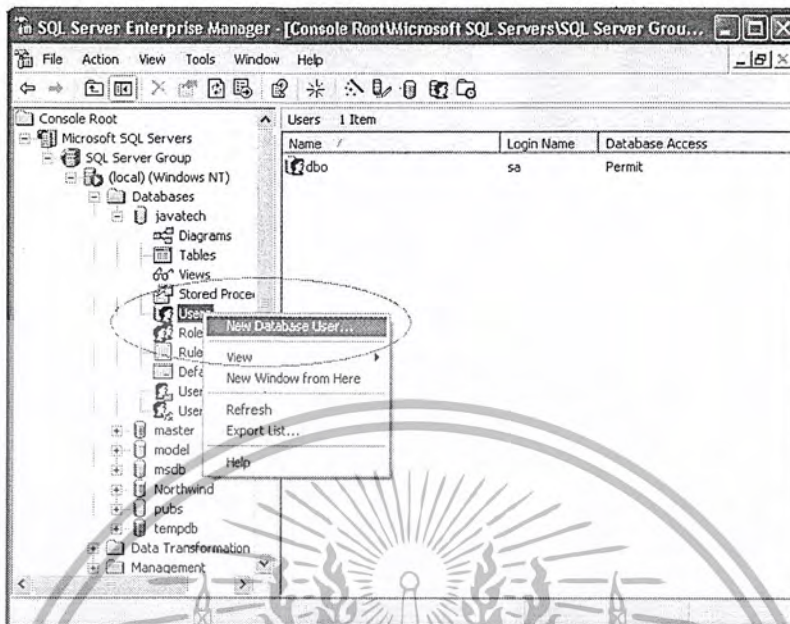 SQL Server Enterprise Manager - [Console Root\Microsoft SQL Servers\SQL Server Grou...
File Action View Tools Window Help
Console Root
Microsoft SQL Servers
SQL Server Group
(local) (Windows NT)
Databases
javatech
Diagrams
Tables
Views
Stored Proce
Users
Role
Rule
Defa
User
User
master
model
msdb
Northwind
pubs
tempdb
Data Transformation
Management
New Database User...
View
New Window from Here
Refresh
Export List...
Help
Users 1 Item
Name Login Name Database Access
dbo sa Permit